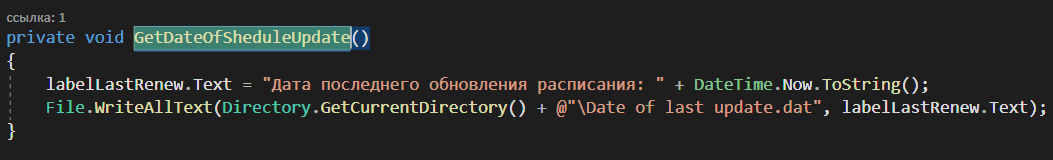 ссылка: 1
private void GetDateOfSheduleUpdate()
{
labelLastRenew.Text = "Дата последнего обновления расписания: " + DateTime.Now.ToString();
File.WriteAllText(Directory.GetCurrentDirectory() + @"\Date of last update.dat", labelLastRenew.Text);
}